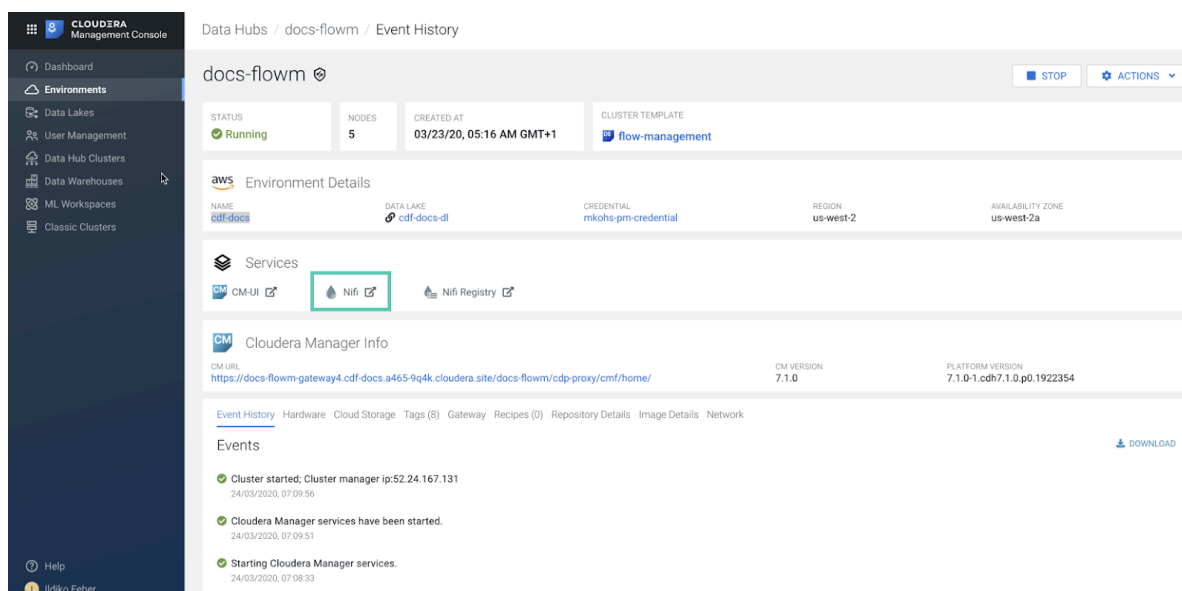 CLOUDERA
Management Console
Dashboard
Environments
Data Lakes
User Management
Data Hub Clusters
Data Warehouses
ML Workspaces
Classic Clusters
Help
Ildiko Feher
Data Hubs / docs-flowm / Event History
docs-flowm
STOP
ACTIONS
STATUS NODES CREATED AT CLUSTER TEMPLATE
Running 5 03/23/20, 05:16 AM GMT+1 DE flow-management
aws Environment Details
NAME DATA LAKE CREDENTIAL REGION AVAILABILITY ZONE
cdf-docs cdf-docs-dl mkohs-pm-credential us-west-2 us-west-2a
Services
CM CM-UI Nifi Nifi Registry
CM Cloudera Manager Info
CM URL CM VERSION PLATFORM VERSION
https://docs-flowm-gateway4.cdf-docs.a465-9q4k.cloudera.site/docs-flowm/cdp-proxy/cmf/home/ 7.1.0 7.1.0-1.cdh7.1.0.p0.1922354
Event History Hardware Cloud Storage Tags (8) Gateway Recipes (0) Repository Details Image Details Network
Events DOWNLOAD
Cluster started; Cluster manager ip:52.24.167.131
24/03/2020, 07:09:56
Cloudera Manager services have been started.
24/03/2020, 07:09:51
Starting Cloudera Manager services.
24/03/2020, 07:08:33